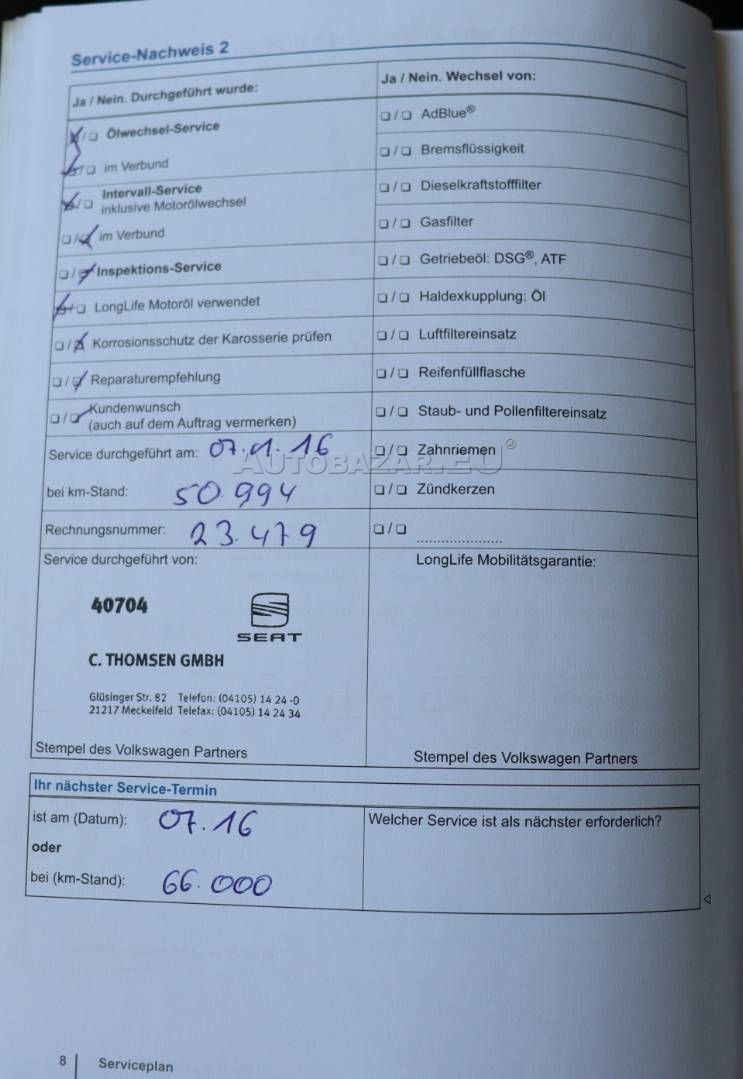 Service-Nachweis 2
Ja / Nein. Durchgeführt wurde:
Ja / Nein. Wechsel von:
Ölwechsel-Service
im Verbund
Intervall-Service
inklusive Motorölwechsel
im Verbund
Inspektions-Service
LongLife Motoröl verwendet
Korrosionsschutz der Karosserie prüfen
Reparaturempfehlung
Kundenwunsch
(auch auf dem Auftrag vermerken)
☐ / ☐ AdBlue®
☐ / ☐ Bremsflüssigkeit
☐ / ☐ Dieselkraftstofffilter
☐ / ☐ Gasfilter
☐ / ☐ Getriebeöl: DSG®, ATF
☐ / ☐ Haldexkupplung: Öl
☐ / ☐ Luftfiltereinsatz
☐ / ☐ Reifenfüllflasche
☐ / ☐ Staub- und Pollenfiltereinsatz
☐ / ☐ Zahnriemen
☐ / ☐ Zündkerzen
☐ / ☐ .....................
Service durchgeführt am: 07.01.16
bei km-Stand: 50.994
Rechnungsnummer: 23.479
AUTOBAZAR.EU®
Service durchgeführt von:
40704
SEAT
C. THOMSEN GMBH
Glüsinger Str. 82 Telefon: (04105) 14 24 -0
21217 Meckelfeld Telefax: (04105) 14 24 34
Stempel des Volkswagen Partners
LongLife Mobilitätsgarantie:
Stempel des Volkswagen Partners
Ihr nächster Service-Termin
ist am (Datum): 07.16
oder
bei (km-Stand): 66.000
Welcher Service ist als nächster erforderlich?
8 Serviceplan